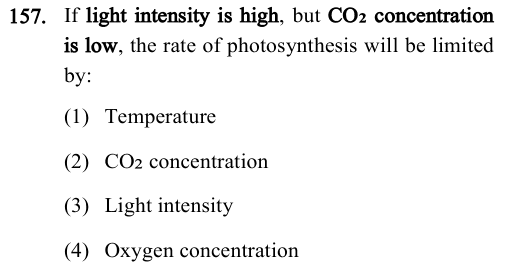 157. If light intensity is high, but CO₂ concentration
is low, the rate of photosynthesis will be limited
by:
(1) Temperature
(2) CO₂ concentration
(3) Light intensity
(4) Oxygen concentration